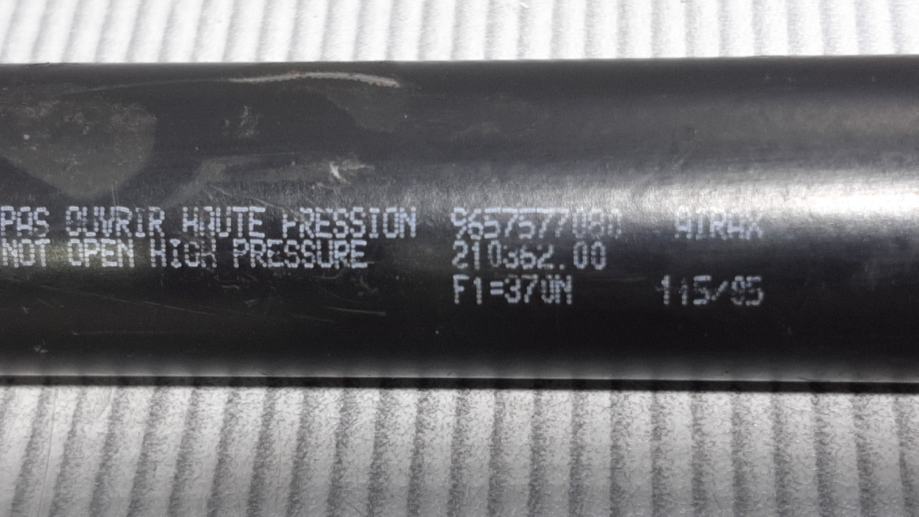 PAS OUVRIR HAUTE PRESSION 9657577080 AIRAX
NOT OPEN HIGH PRESSURE 210362.00
F1=370N 115/05